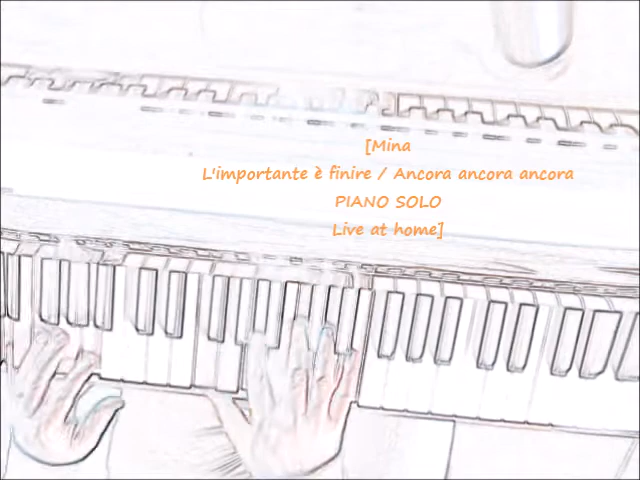 [Mina
L'importante è finire / Ancora ancora ancora
PIANO SOLO
Live at home]